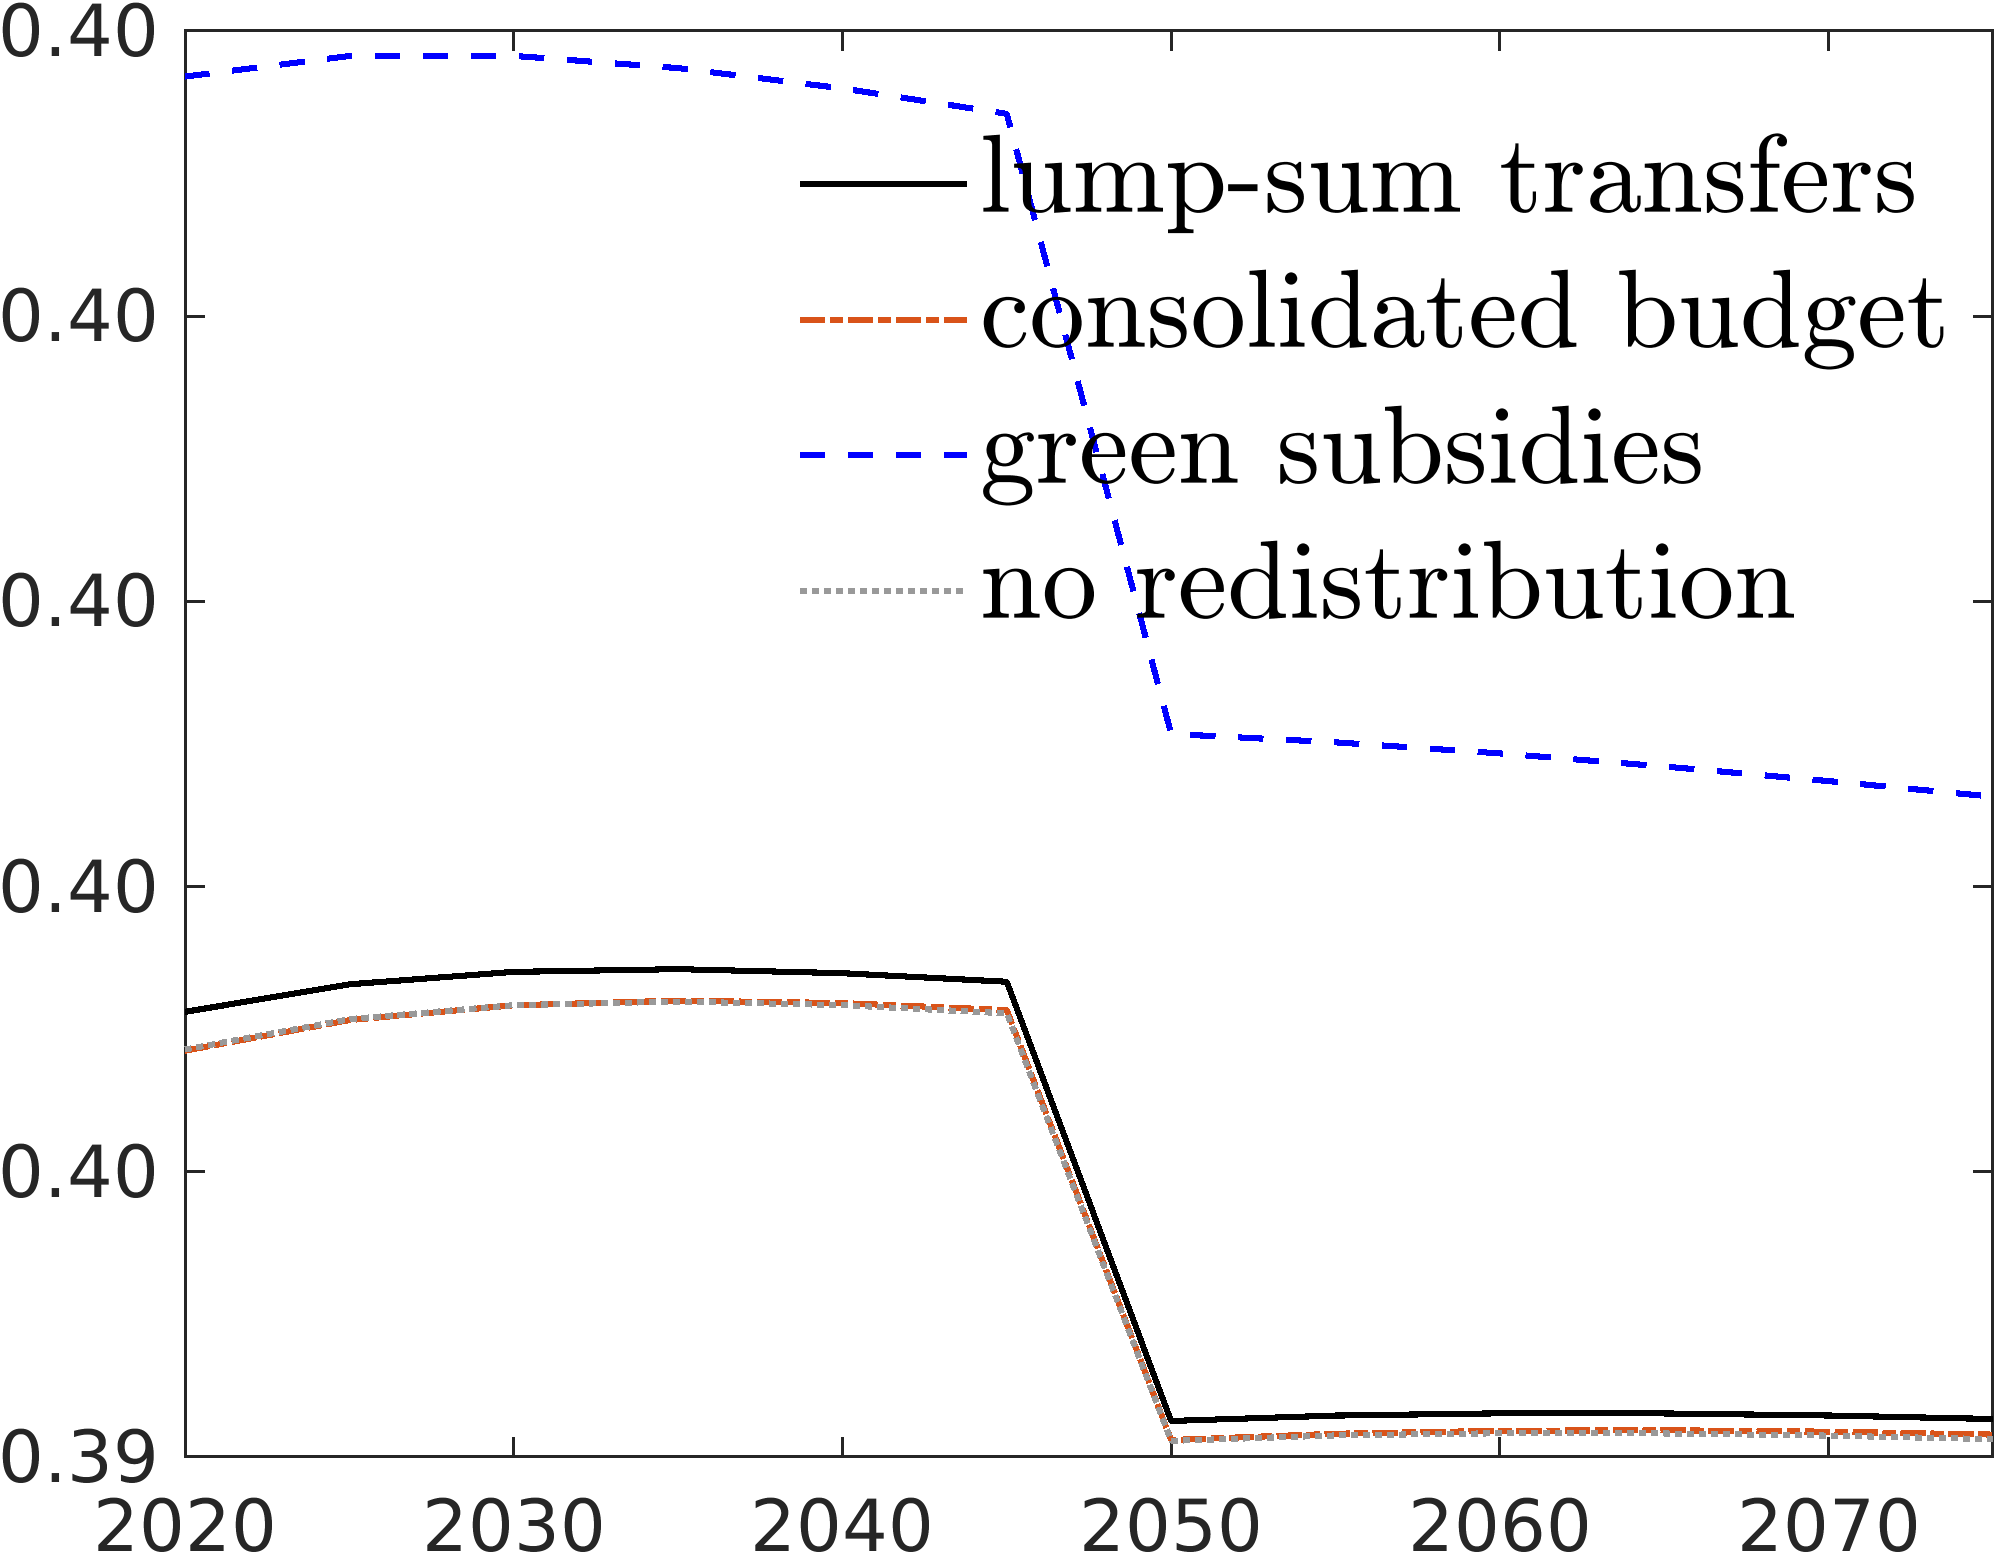 0.40
lump-sum transfers
0.40
consolidated budget
green subsidies
0.40
no redistribution
0.40
0.40
0.39
2020 2030 2040 2050 2060 2070